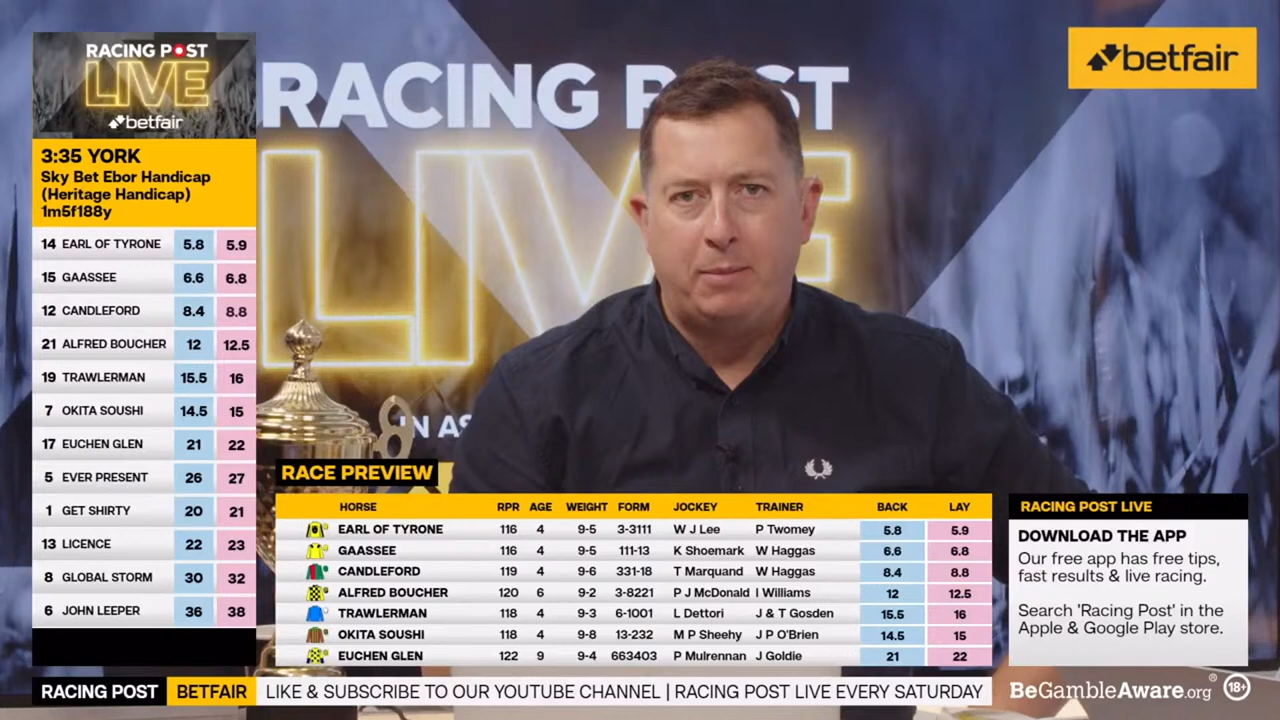 RACING POST
LIVE
betfair
3:35 YORK
Sky Bet Ebor Handicap
(Heritage Handicap)
1m5f188y
14 EARL OF TYRONE 5.8 5.9
15 GAASSEE 6.6 6.8
12 CANDLEFORD 8.4 8.8
21 ALFRED BOUCHER 12 12.5
19 TRAWLERMAN 15.5 16
7 OKITA SOUSHI 14.5 15
17 EUCHEN GLEN 21 22
5 EVER PRESENT 26 27
1 GET SHIRTY 20 21
13 LICENCE 22 23
8 GLOBAL STORM 30 32
6 JOHN LEEPER 36 38
RACING P ST
LIVE
IN AS
betfair
RACE PREVIEW
HORSE RPR AGE WEIGHT FORM JOCKEY TRAINER BACK LAY
EARL OF TYRONE 116 4 9-5 3-3111 W J Lee P Twomey 5.8 5.9
GAASSEE 116 4 9-5 111-13 K Shoemark W Haggas 6.6 6.8
CANDLEFORD 119 4 9-6 331-18 T Marquand W Haggas 8.4 8.8
ALFRED BOUCHER 120 6 9-2 3-8221 P J McDonald I Williams 12 12.5
TRAWLERMAN 118 4 9-3 6-1001 L Dettori J & T Gosden 15.5 16
OKITA SOUSHI 118 4 9-8 13-232 M P Sheehy J P O'Brien 14.5 15
EUCHEN GLEN 122 9 9-4 663403 P Mulrennan J Goldie 21 22
RACING POST LIVE
DOWNLOAD THE APP
Our free app has free tips,
fast results & live racing.
Search 'Racing Post' in the
Apple & Google Play store.
RACING POST BETFAIR LIKE & SUBSCRIBE TO OUR YOUTUBE CHANNEL | RACING POST LIVE EVERY SATURDAY
BeGambleAware.org® 18+